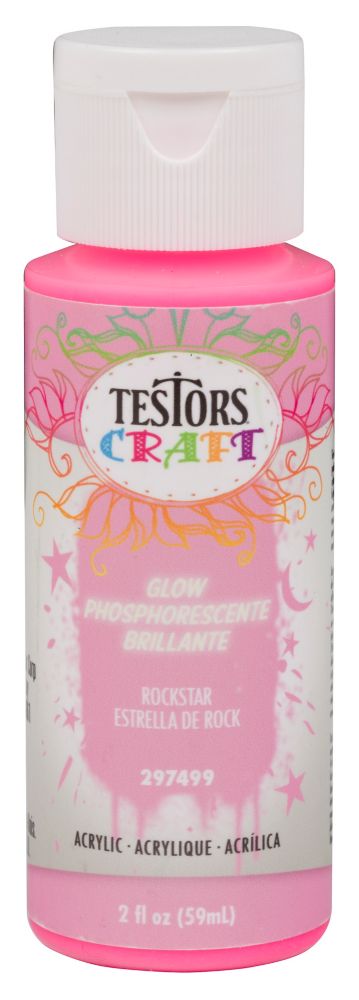 TESTORS
CRAFT
GLOW
PHOSPHORESCENTE
BRILLANTE
ROCKSTAR
ESTRELLA DE ROCK
297499
ACRYLIC · ACRYLIQUE · ACRÍLICA
2 fl oz (59mL)